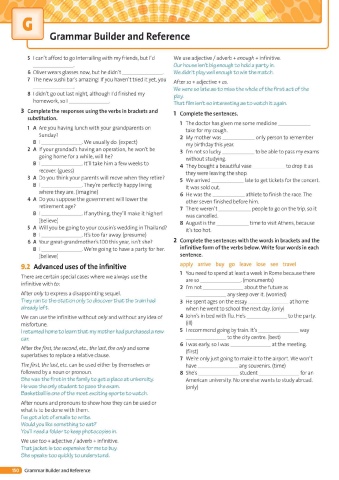 G
Grammar Builder and Reference
5 I can't afford to go interrailing with my friends, but I'd
.
6 Oliver wears glasses now, but he didn't
7 The new sushi bar's amazing! If you haven't tried it yet, you
.
8 I didn't go out last night, although I'd finished my
homework, so I .
3 Complete the responses using the verbs in brackets and
substitution.
1 A Are you having lunch with your grandparents on
Sunday?
B I . We usually do. (expect)
2 A If your grandad's having an operation, he won't be
going home for a while, will he?
B I . It'll take him a few weeks to
recover. (guess)
3 A Do you think your parents will move when they retire?
B I . They're perfectly happy living
where they are. (imagine)
4 A Do you suppose the government will lower the
retirement age?
B I . If anything, they'll make it higher!
(believe)
5 A Will you be going to your cousin's wedding in Thailand?
B I . It's too far away. (presume)
6 A Your great-grandmother's 100 this year, isn't she?
B I . We're going to have a party for her.
(believe)
9.2 Advanced uses of the infinitive
There are certain special cases where we always use the
infinitive with to:
After only to express a disappointing sequel.
They ran to the station only to discover that the train had
already left.
We can use the infinitive without only and without any idea of
misfortune.
I returned home to learn that my mother had purchased a new
car.
After the first, the second, etc., the last, the only and some
superlatives to replace a relative clause.
The first, the last, etc. can be used either by themselves or
followed by a noun or pronoun.
She was the first in the family to get a place at university.
He was the only student to pass the exam.
Basketball is one of the most exciting sports to watch.
After nouns and pronouns to show how they can be used or
what is to be done with them.
I've got a lot of emails to write.
Would you like something to eat?
You'll need a folder to keep photocopies in.
We use too + adjective / adverb + infinitive.
That jacket is too expensive for me to buy.
She speaks too quickly to understand.
We use adjective / adverb + enough + infinitive.
Our house isn't big enough to hold a party in.
We didn't play well enough to win the match.
After so + adjective + as.
We were so late as to miss the whole of the first act of the
play.
That film isn't so interesting as to watch it again.
1 Complete the sentences.
1 The doctor has given me some medicine
take for my cough.
2 My mother was only person to remember
my birthday this year.
3 I'm not so lucky to be able to pass my exams
without studying.
4 They bought a beautiful vase to drop it as
they were leaving the shop.
5 We arrived late to get tickets for the concert.
It was sold out.
6 He was the athlete to finish the race. The
other seven finished before him.
7 There weren't people to go on the trip, so it
was cancelled.
8 August is the time to visit Athens, because
it's too hot.
2 Complete the sentences with the words in brackets and the
infinitive form of the verbs below. Write four words in each
sentence.
apply arrive buy go leave lose see travel
1 You need to spend at least a week in Rome because there
are so . (monuments)
2 I'm not about the future as
any sleep over it. (worried)
3 He spent ages on the essay at home
when he went to school the next day. (only)
4 John's in bed with flu. He's to the party.
(ill)
5 I recommend going by train. It's way
to the city centre. (best)
6 I was early, so I was at the meeting.
(first)
7 We're only just going to make it to the airport. We won't
have any souvenirs. (time)
8 She's student for an
American university. No one else wants to study abroad.
(only)
Grammar Builder and Reference